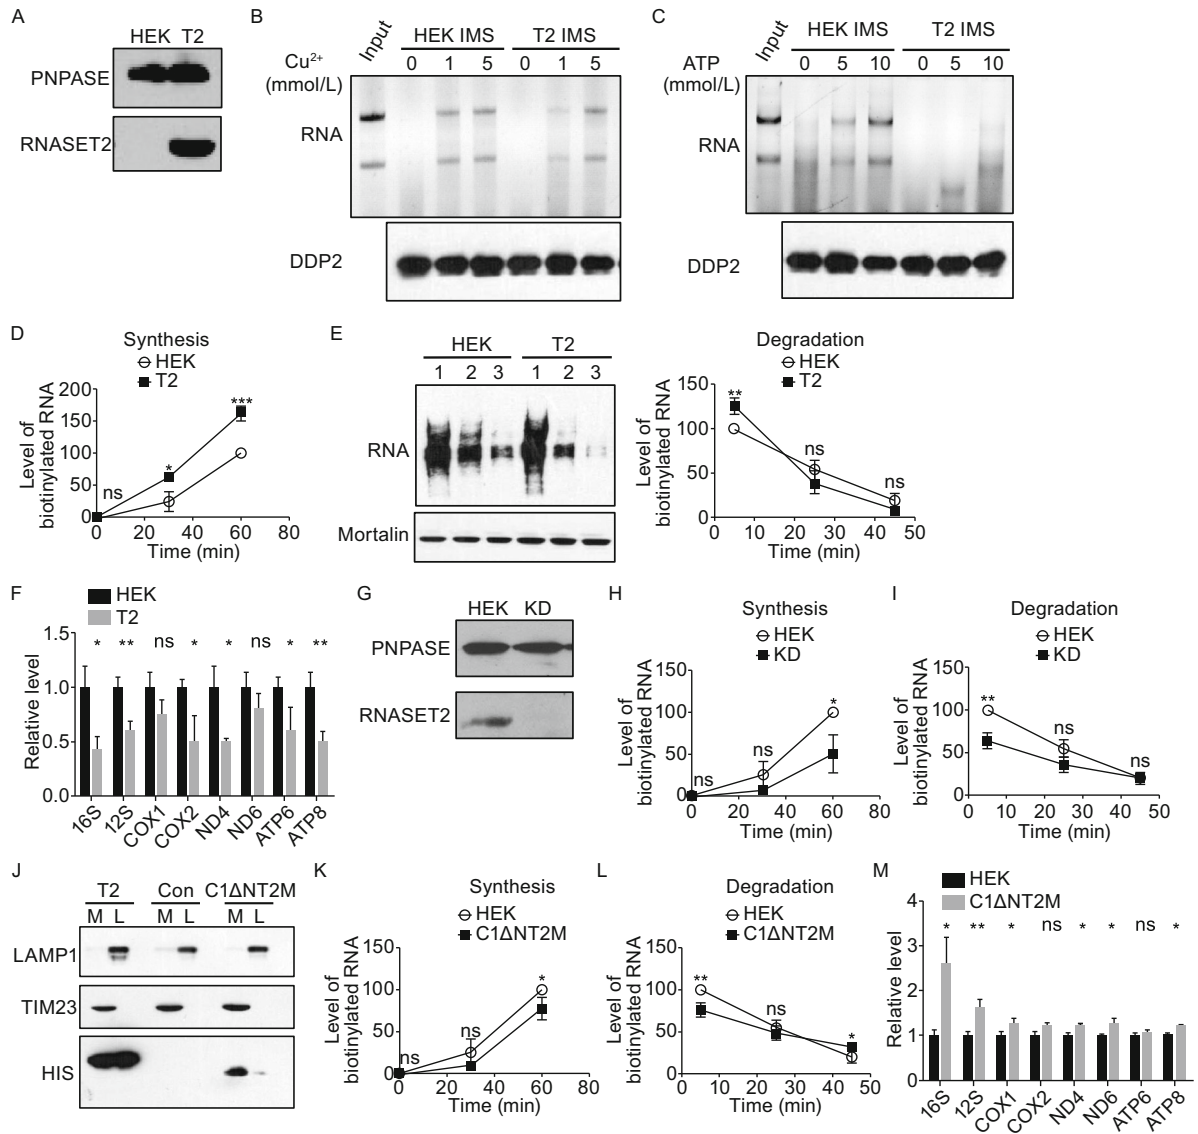 A
HEK T2
PNPASE
RNASET2
B
Input
HEK IMS
T2 IMS
Cu²⁺
(mmol/L)
0 1 5 0 1 5
RNA
DDP2
C
Input
HEK IMS
T2 IMS
ATP
(mmol/L)
0 5 10 0 5 10
RNA
DDP2
D
Synthesis
HEK
T2
Level of
biotinylated RNA
200
150
100
50
0
ns
*
***
0 20 40 60 80
Time (min)
E
HEK T2
1 2 3 1 2 3
RNA
Mortalin
Degradation
HEK
T2
Level of
biotinylated RNA
150
100
50
0
**
ns
ns
0 10 20 30 40 50
Time (min)
F
HEK
T2
Relative level
1.5
1.0
0.5
0.0
* ** ns * * ns * **
16S 12S COX1 COX2 ND4 ND6 ATP6 ATP8
G
HEK KD
PNPASE
RNASET2
H
Synthesis
HEK
KD
Level of
biotinylated RNA
150
100
50
0
ns
ns
*
0 20 40 60 80
Time (min)
I
Degradation
HEK
KD
Level of
biotinylated RNA
150
100
50
0
**
ns
ns
0 10 20 30 40 50
Time (min)
J
T2 Con C1ΔNT2M
M L M L M L
LAMP1
TIM23
HIS
K
Synthesis
HEK
C1ΔNT2M
Level of
biotinylated RNA
150
100
50
0
ns
ns
*
0 20 40 60 80
Time (min)
L
Degradation
HEK
C1ΔNT2M
Level of
biotinylated RNA
150
100
50
0
**
ns
*
0 10 20 30 40 50
Time (min)
M
HEK
C1ΔNT2M
Relative level
4
3
2
1
0
* ** * ns * * ns *
16S 12S COX1 COX2 ND4 ND6 ATP6 ATP8